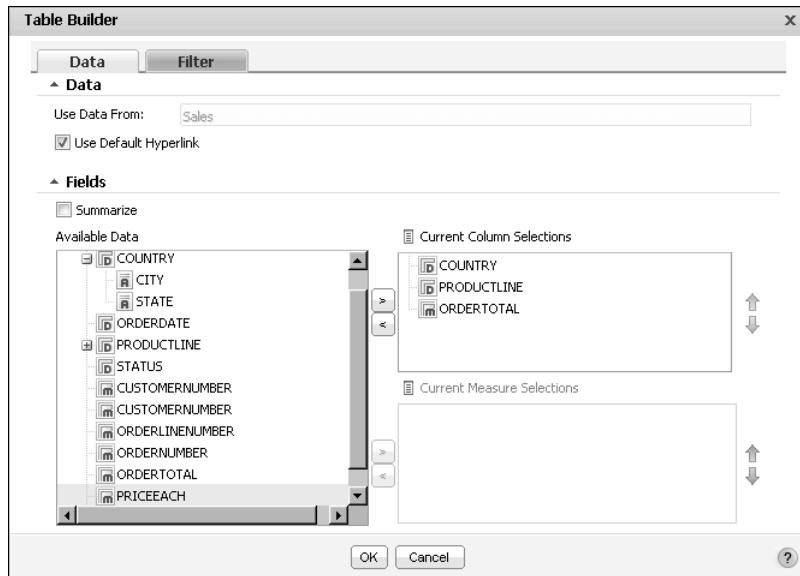 Table Builder x
Data Filter
Data
Use Data From: Sales
Use Default Hyperlink
Fields
Summarize
Available Data
COUNTRY
CITY
STATE
ORDERDATE
PRODUCTLINE
STATUS
CUSTOMERNUMBER
CUSTOMERNUMBER
ORDERLINENUMBER
ORDERNUMBER
ORDERTOTAL
PRICEEACH
>
<
Current Column Selections
COUNTRY
PRODUCTLINE
ORDERTOTAL
Current Measure Selections
>
<
OK Cancel ?